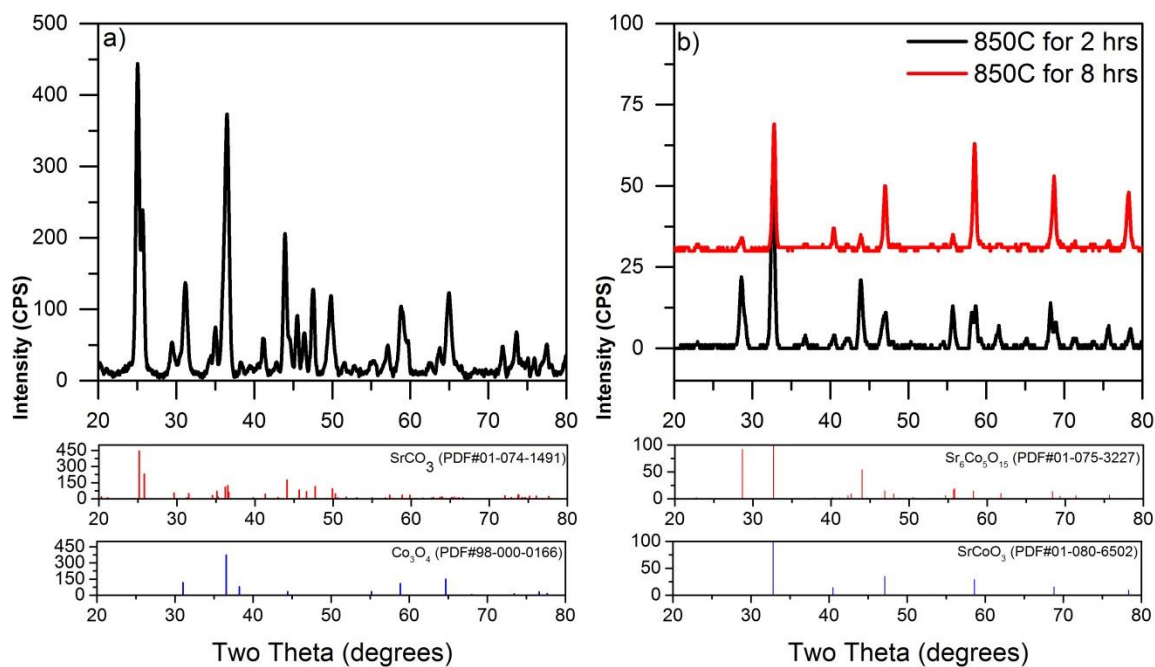 a)
500
400
300
200
100
0
Intensity (CPS)
20 30 40 50 60 70 80
450
300
150
0
SrCO₃ (PDF#01-074-1491)
20 30 40 50 60 70 80
450
300
150
0
Co₃O₄ (PDF#98-000-0166)
20 30 40 50 60 70 80
Two Theta (degrees)
b)
850C for 2 hrs
850C for 8 hrs
100
75
50
25
0
Intensity (CPS)
20 30 40 50 60 70 80
100
75
50
25
0
Sr₆Co₅O₁₅ (PDF#01-075-3227)
20 30 40 50 60 70 80
100
75
50
25
0
SrCoO₃ (PDF#01-080-6502)
20 30 40 50 60 70 80
Two Theta (degrees)